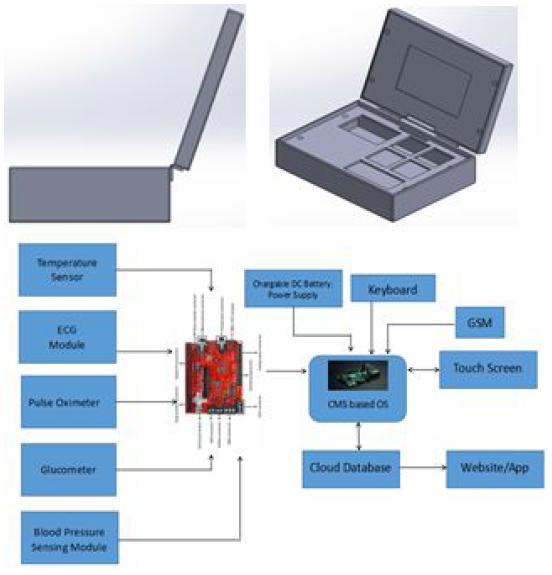 Temperature
Sensor
ECG
Module
Pulse Oximeter
Glucometer
Blood Pressure
Sensing Module
Chargable DC Battery:
Power Supply
Keyboard
GSM
CMS based OS
Touch Screen
Cloud Database
Website/App